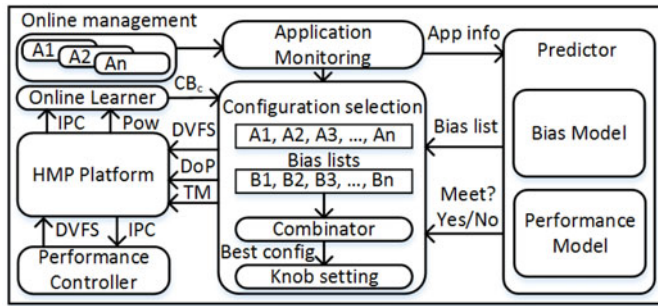 Online management
A1
A2
An
Application
Monitoring
App info
Predictor
Online Learner
CBc
IPC
Pow
Configuration selection
A1, A2, A3, ..., An
Bias lists
B1, B2, B3, ..., Bn
Bias list
Bias Model
DVFS
DoP
TM
HMP Platform
Meet?
Yes/No
Performance
Model
Combinator
Best config
Knob setting
DVFS
IPC
Performance
Controller